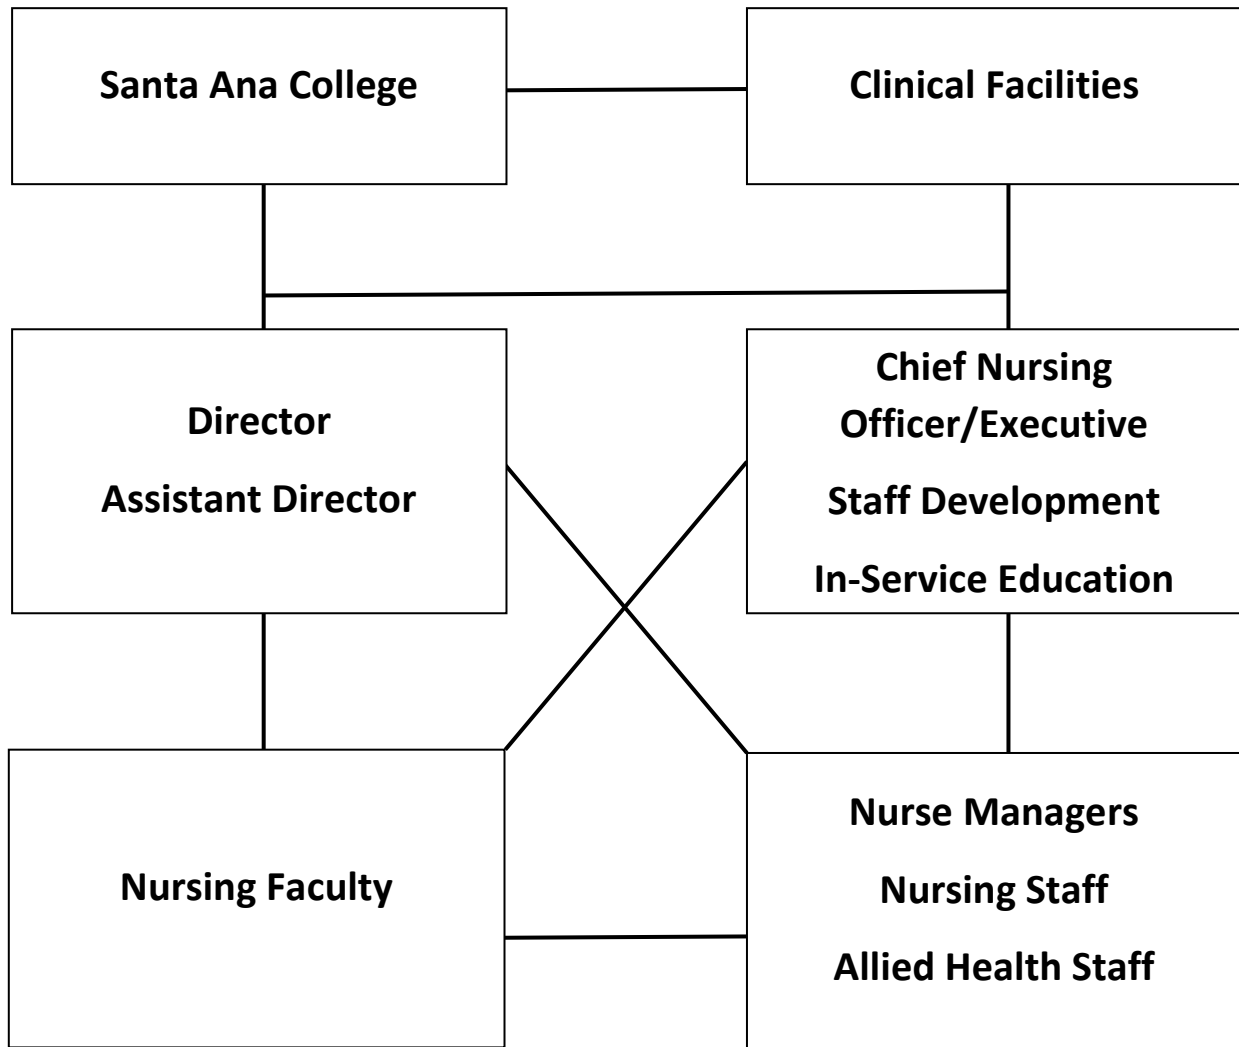 Santa Ana College
Clinical Facilities
Director
Assistant Director
Chief Nursing
Officer/Executive
Staff Development
In-Service Education
Nursing Faculty
Nurse Managers
Nursing Staff
Allied Health Staff